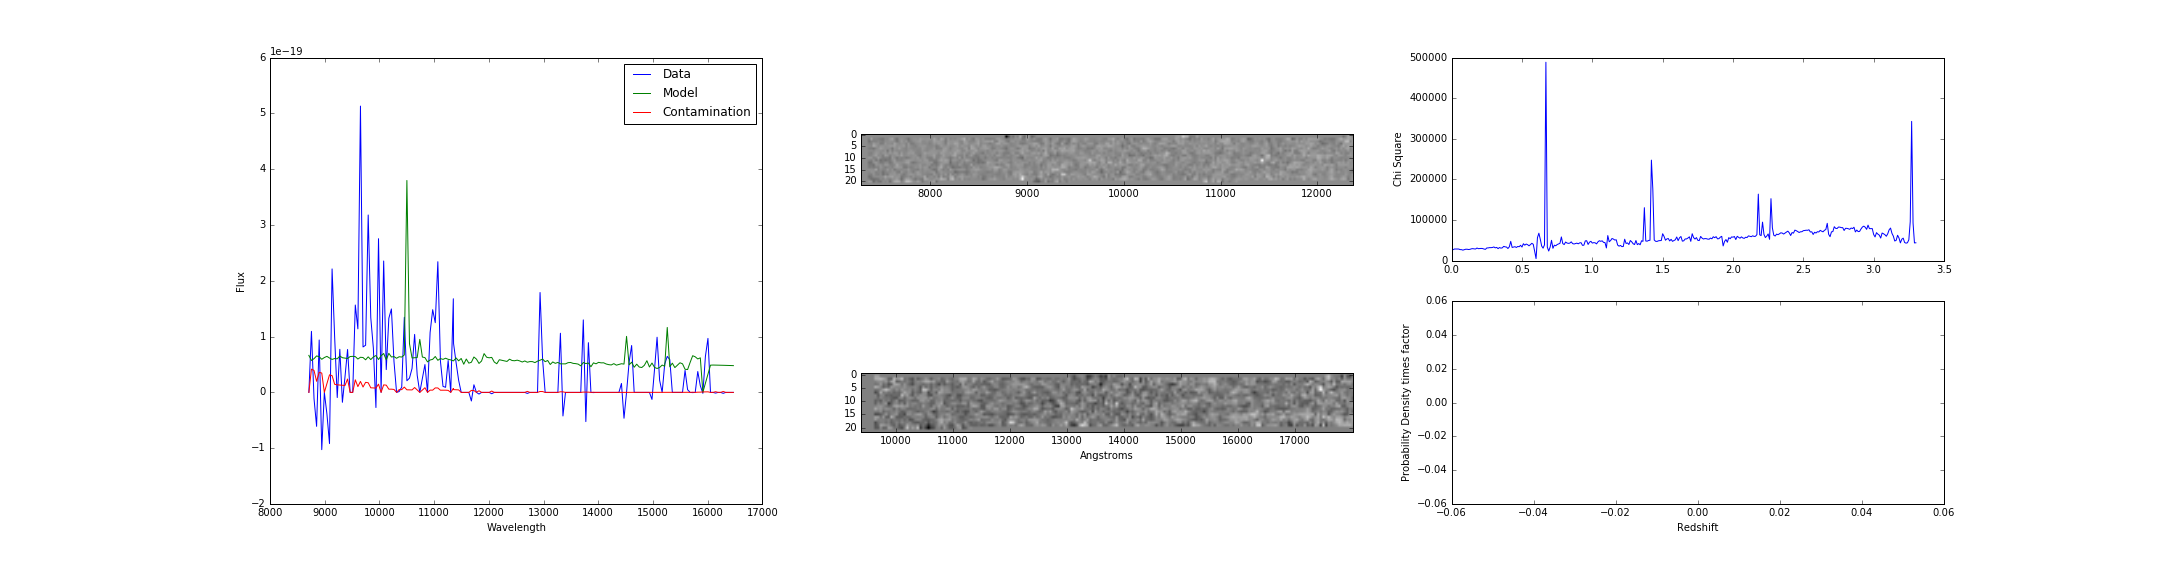 1e−19
6
5
4
3
2
1
0
−1
−2
Flux
8000 9000 10000 11000 12000 13000 14000 15000 16000 17000
Wavelength
Data
Model
Contamination
0
5
10
15
20
8000 9000 10000 11000 12000
0
5
10
15
20
10000 11000 12000 13000 14000 15000 16000 17000
Angstroms
500000
400000
300000
200000
100000
0
Chi Square
0.0 0.5 1.0 1.5 2.0 2.5 3.0 3.5
0.06
0.04
0.02
0.00
−0.02
−0.04
−0.06
Probability Density times factor
−0.06 −0.04 −0.02 0.00 0.02 0.04 0.06
Redshift